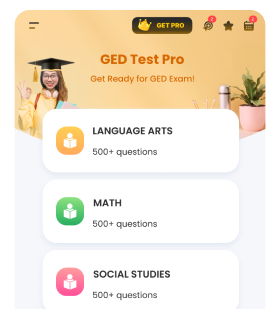 GET PRO
GED Test Pro
Get Ready for GED Exam!
LANGUAGE ARTS
500+ questions
MATH
500+ questions
SOCIAL STUDIES
500+ questions